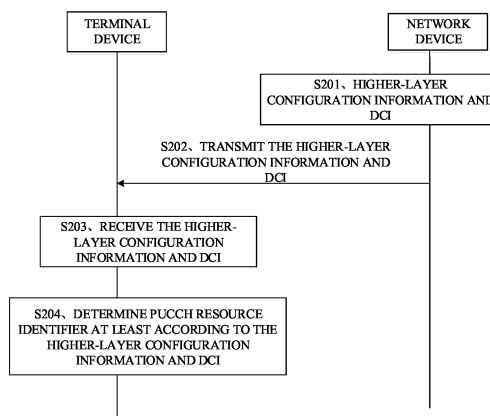 TERMINAL
DEVICE
NETWORK
DEVICE
S201、HIGHER-LAYER
CONFIGURATION INFORMATION AND
DCI
S202、TRANSMIT THE HIGHER-LAYER
CONFIGURATION INFORMATION AND
DCI
S203、RECEIVE THE HIGHER-
LAYER CONFIGURATION
INFORMATION AND DCI
S204、DETERMINE PUCCH RESOURCE
IDENTIFIER AT LEAST ACCORDING TO THE
HIGHER-LAYER CONFIGURATION
INFORMATION AND DCI